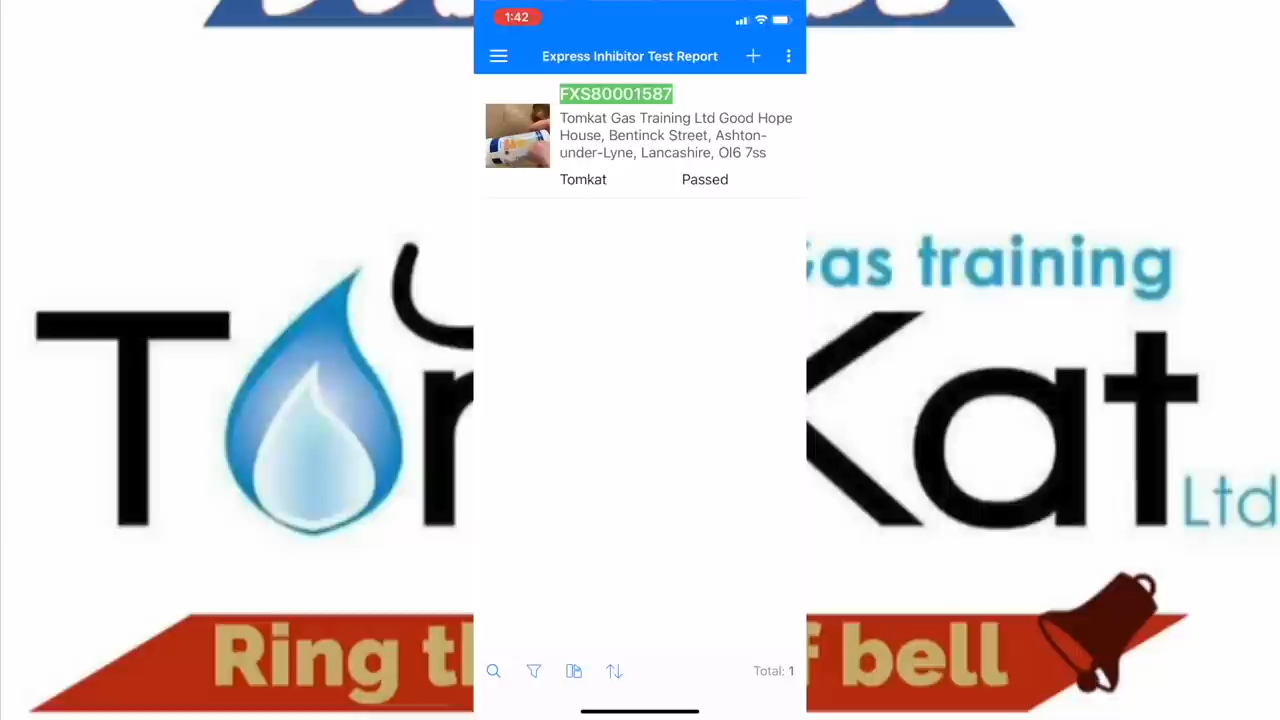 1:42
Express Inhibitor Test Report
FXS80001587
Tomkat Gas Training Ltd Good Hope
House, Bentinck Street, Ashton-
under-Lyne, Lancashire, Ol6 7ss
Tomkat Passed
Gas training
Kat
Ltd
Ring
bell
Total: 1